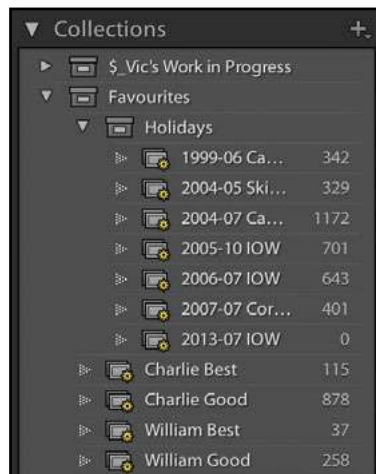 Collections
$_Vic's Work in Progress
Favourites
Holidays
1999-06 Ca... 342
2004-05 Ski... 329
2004-07 Ca... 1172
2005-10 IOW 701
2006-07 IOW 643
2007-07 Cor... 401
2013-07 IOW 0
Charlie Best 115
Charlie Good 878
William Best 37
William Good 258